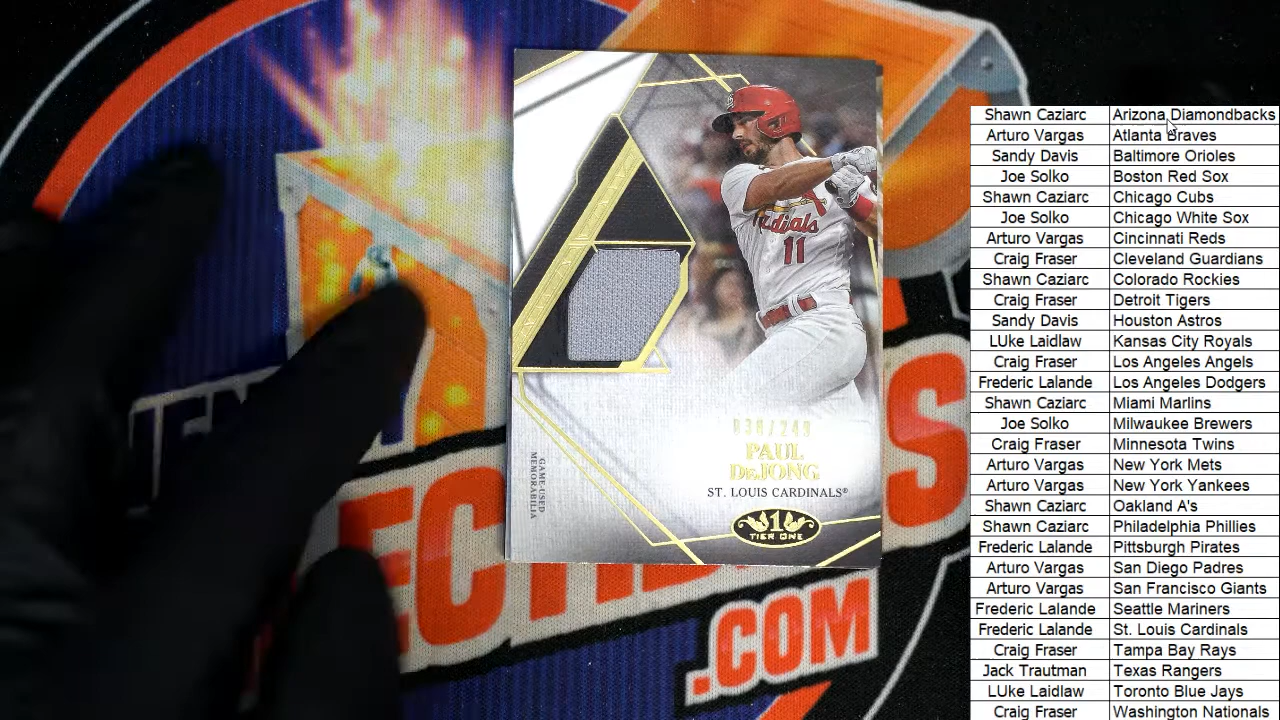 Cardinals
11
GAME-USED
MEMORABILIA
038/249
PAUL
DeJONG
ST. LOUIS CARDINALS®
1
TIER ONE
.COM
Shawn Caziarc Arizona Diamondbacks
Arturo Vargas Atlanta Braves
Sandy Davis Baltimore Orioles
Joe Solko Boston Red Sox
Shawn Caziarc Chicago Cubs
Joe Solko Chicago White Sox
Arturo Vargas Cincinnati Reds
Craig Fraser Cleveland Guardians
Shawn Caziarc Colorado Rockies
Craig Fraser Detroit Tigers
Sandy Davis Houston Astros
LUke Laidlaw Kansas City Royals
Craig Fraser Los Angeles Angels
Frederic Lalande Los Angeles Dodgers
Shawn Caziarc Miami Marlins
Joe Solko Milwaukee Brewers
Craig Fraser Minnesota Twins
Arturo Vargas New York Mets
Arturo Vargas New York Yankees
Shawn Caziarc Oakland A's
Shawn Caziarc Philadelphia Phillies
Frederic Lalande Pittsburgh Pirates
Arturo Vargas San Diego Padres
Arturo Vargas San Francisco Giants
Frederic Lalande Seattle Mariners
Frederic Lalande St. Louis Cardinals
Craig Fraser Tampa Bay Rays
Jack Trautman Texas Rangers
LUke Laidlaw Toronto Blue Jays
Craig Fraser Washington Nationals